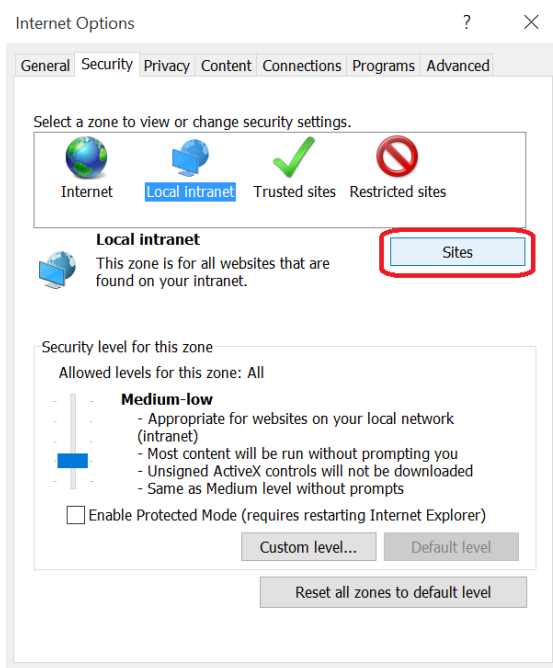 Internet Options ?
General Security Privacy Content Connections Programs Advanced
Select a zone to view or change security settings.
Internet Local intranet Trusted sites Restricted sites
Local intranet
Sites
This zone is for all websites that are
found on your intranet.
Security level for this zone
Allowed levels for this zone: All
Medium-low
- Appropriate for websites on your local network
(intranet)
- Most content will be run without prompting you
- Unsigned ActiveX controls will not be downloaded
- Same as Medium level without prompts
Enable Protected Mode (requires restarting Internet Explorer)
Custom level... Default level
Reset all zones to default level